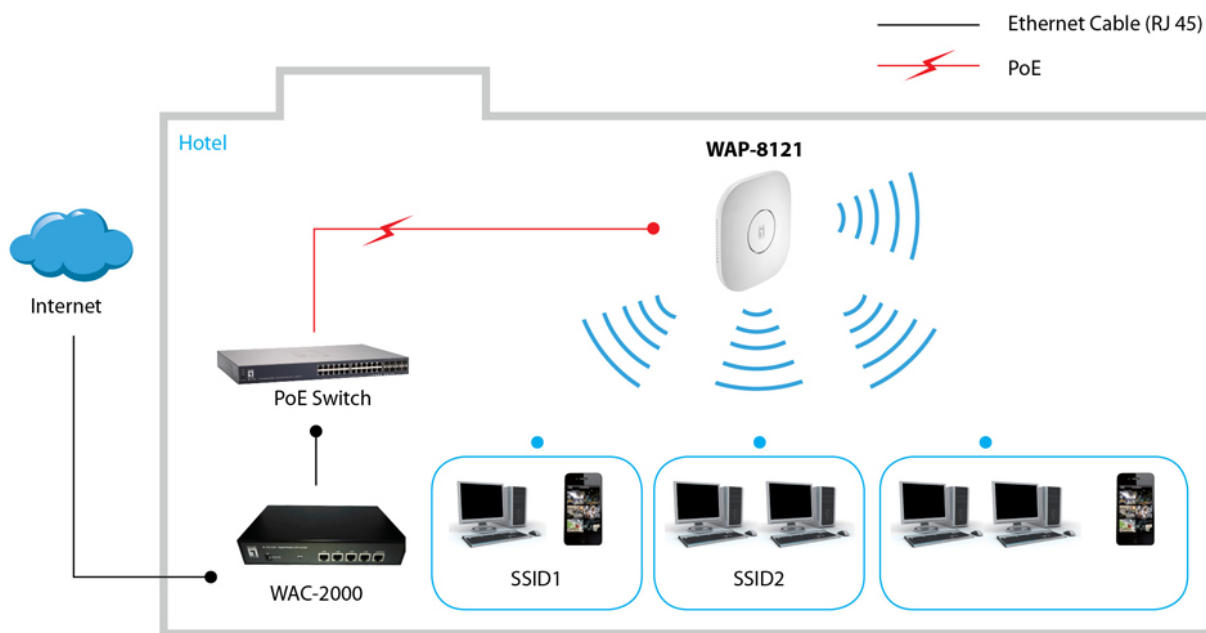 Ethernet Cable (RJ 45)
PoE
Hotel
WAP-8121
Internet
PoE Switch
WAC-2000
SSID1
SSID2